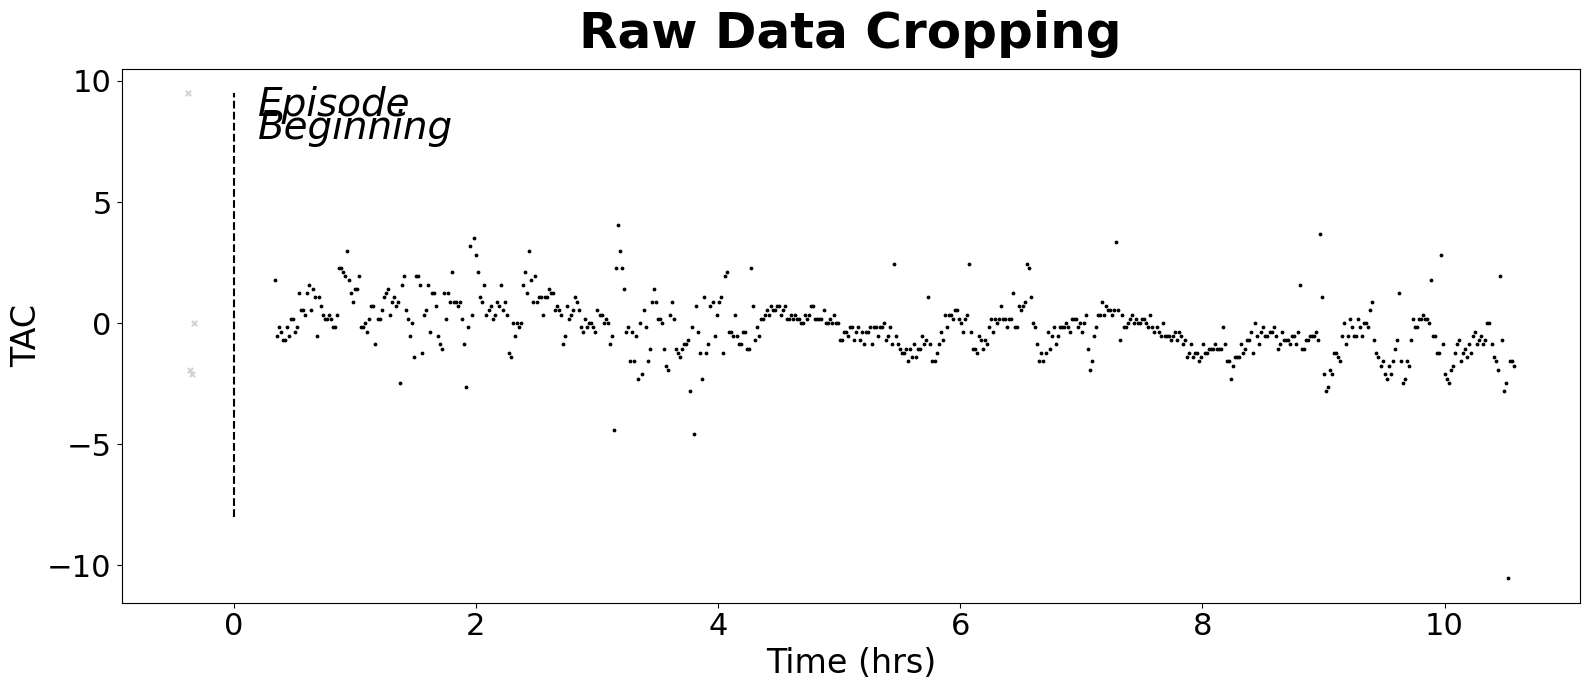 Raw Data Cropping
10
Episode
Beginning
5
0
−5
−10
TAC
0 2 4 6 8 10
Time (hrs)